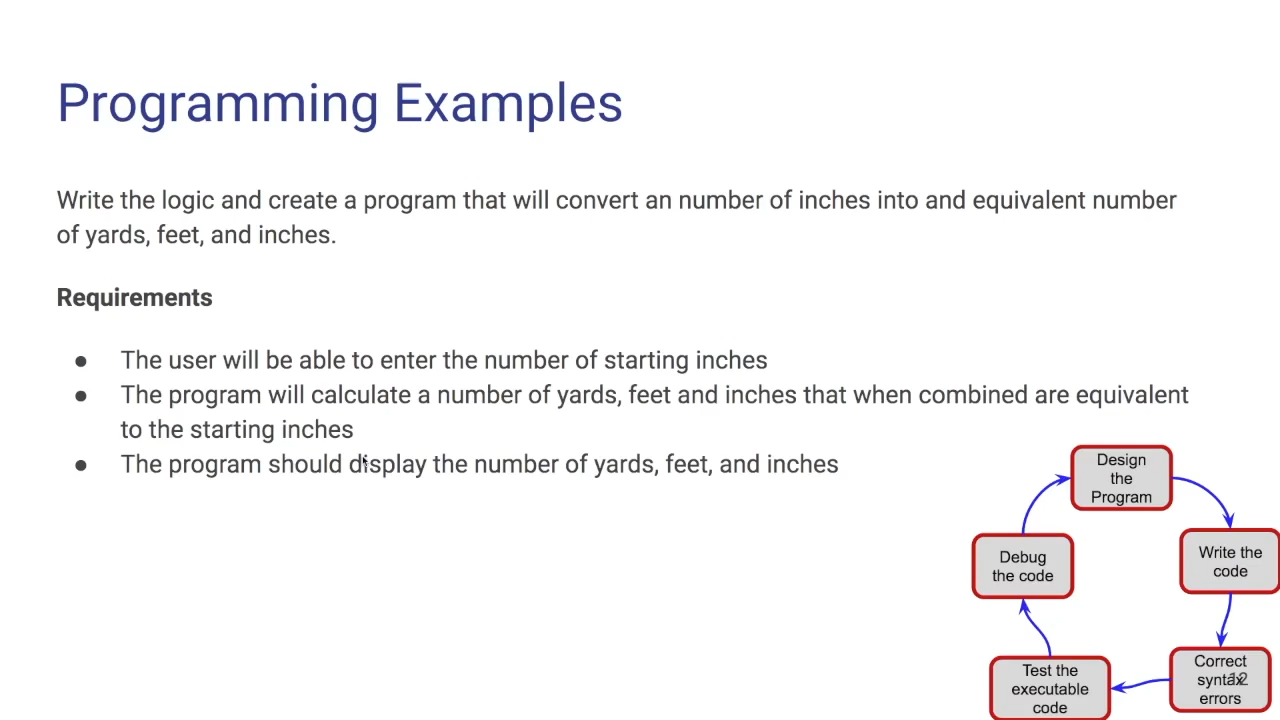 Programming Examples
Write the logic and create a program that will convert an number of inches into and equivalent number
of yards, feet, and inches.
Requirements
● The user will be able to enter the number of starting inches
● The program will calculate a number of yards, feet and inches that when combined are equivalent
to the starting inches
● The program should display the number of yards, feet, and inches
Design
the
Program
Write the
code
Correct
syntax
errors
12
Test the
executable
code
Debug
the code